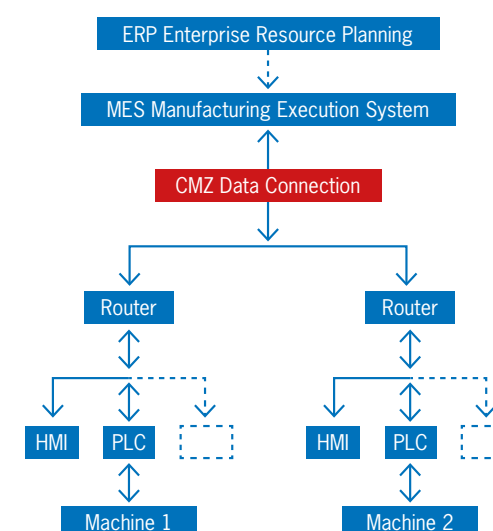 ERP Enterprise Resource Planning
MES Manufacturing Execution System
CMZ Data Connection
Router Router
HMI PLC HMI PLC
Machine 1 Machine 2